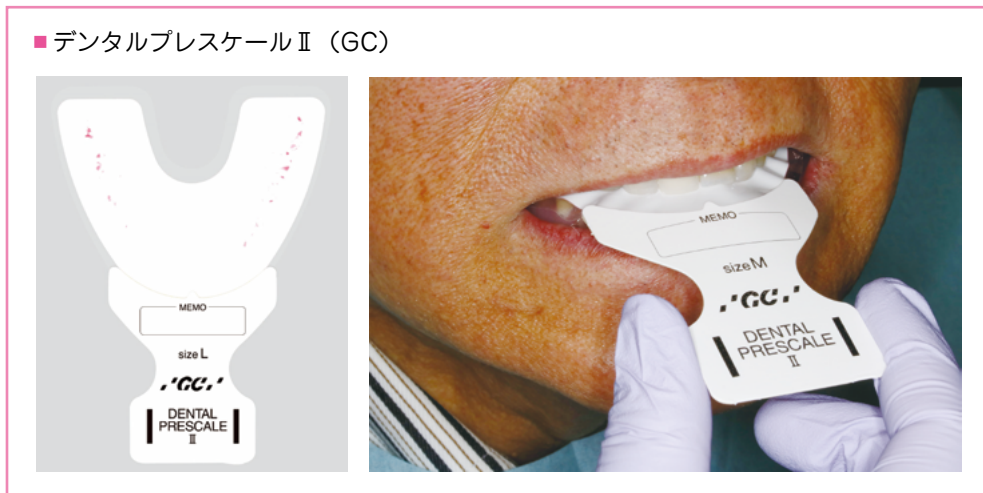 ■ デンタルプレスケールⅡ (GC)
MEMO
size L
GC
DENTAL
PRESCALE
Ⅱ
MEMO
size M
GC
DENTAL
PRESCALE
Ⅱ